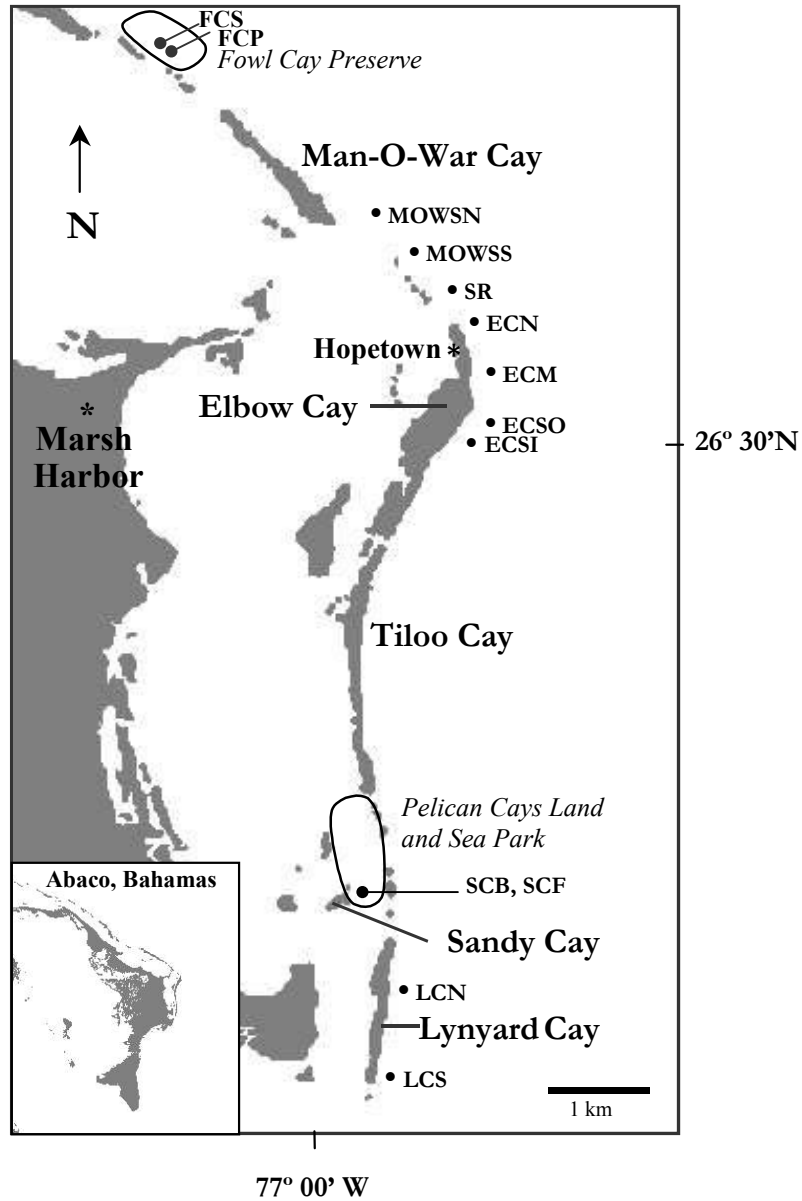 FCS
FCP
Fowl Cay Preserve
Man-O-War Cay
N
MOWSN
MOWSS
SR
ECN
Hopetown *
ECM
Elbow Cay
ECSO
ECSI
*
Marsh
Harbor
26º 30’N
Tiloo Cay
Pelican Cays Land
and Sea Park
SCB, SCF
Sandy Cay
Abaco, Bahamas
LCN
Lynyard Cay
LCS
1 km
77º 00’ W